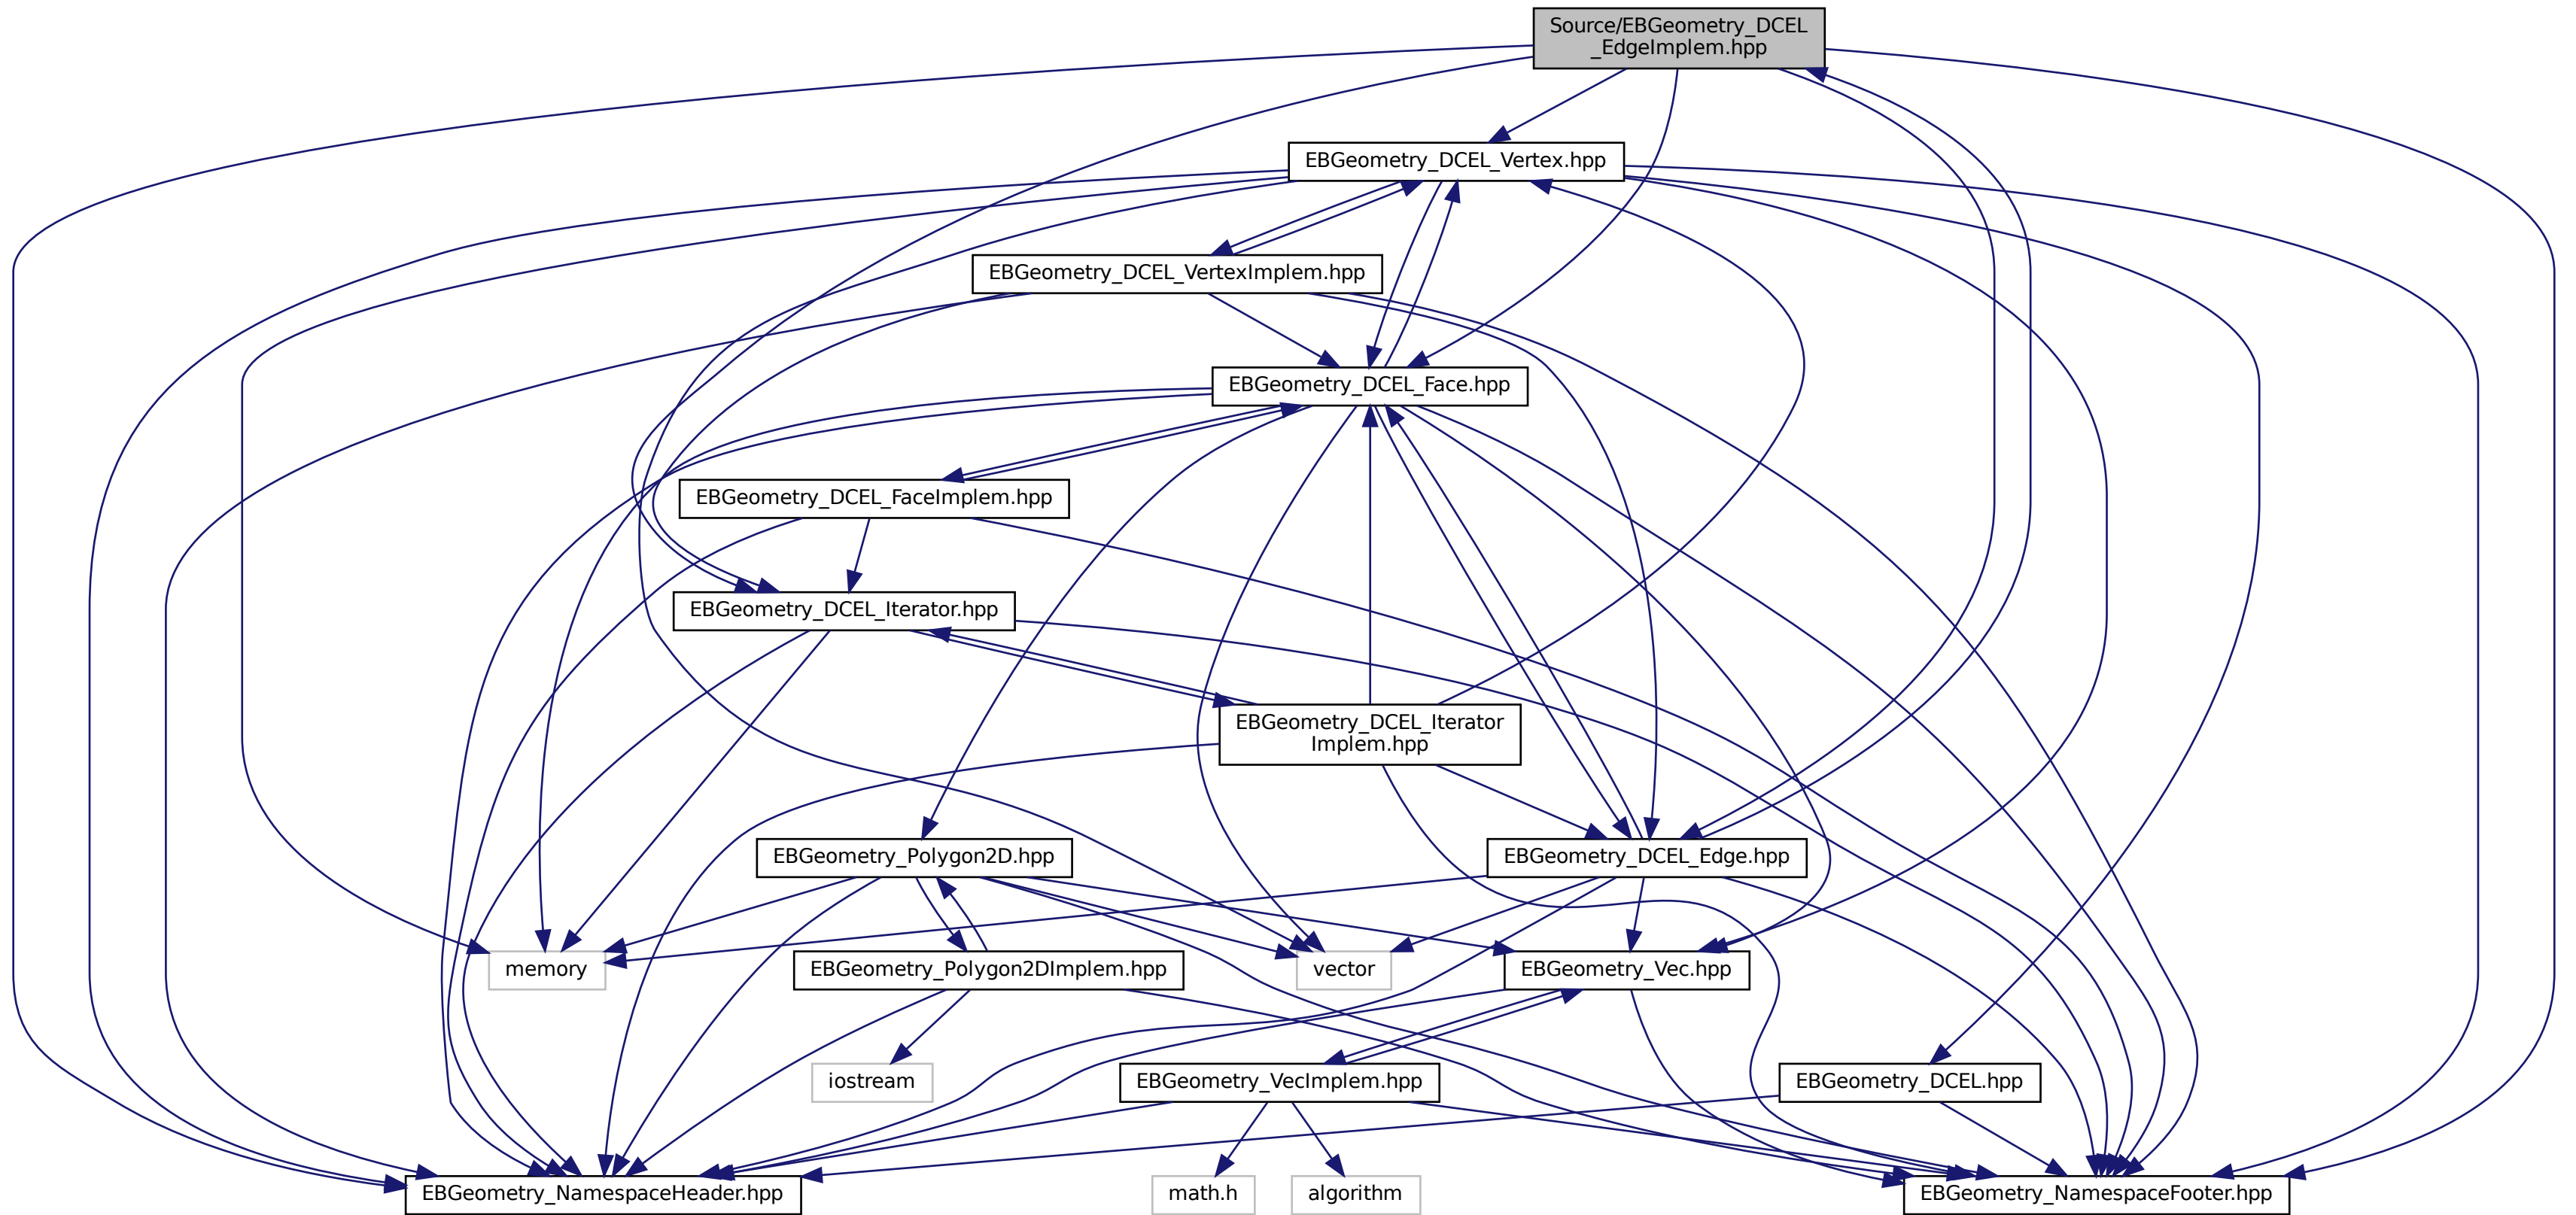 Source/EBGeometry_DCEL
_EdgeImplem.hpp
EBGeometry_DCEL_Vertex.hpp
EBGeometry_DCEL_VertexImplem.hpp
EBGeometry_DCEL_Face.hpp
EBGeometry_DCEL_FaceImplem.hpp
EBGeometry_DCEL_Iterator.hpp
EBGeometry_DCEL_Iterator
Implem.hpp
EBGeometry_Polygon2D.hpp
EBGeometry_DCEL_Edge.hpp
memory
EBGeometry_Polygon2DImplem.hpp
vector
EBGeometry_Vec.hpp
iostream
EBGeometry_VecImplem.hpp
EBGeometry_DCEL.hpp
EBGeometry_NamespaceHeader.hpp
math.h
algorithm
EBGeometry_NamespaceFooter.hpp